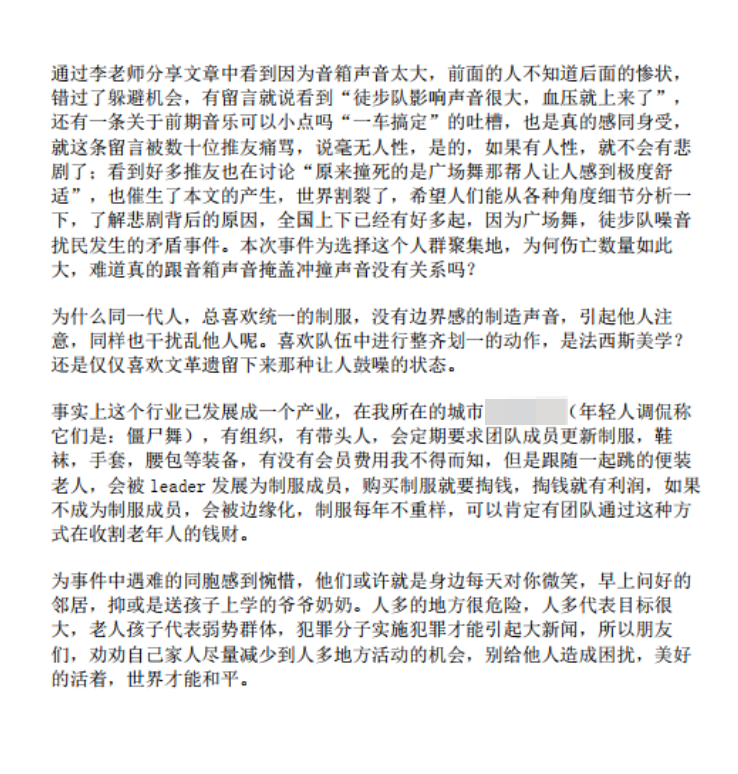 通过李老师分享文章中看到因为音箱声音太大，前面的人不知道后面的惨状，
错过了躲避机会，有留言就说看到“徒步队影响声音很大，血压就上来了”，
还有一条关于前期音乐可以小点吗“一车搞定”的吐槽，也是真的感同身受，
就这条留言被数十位推友痛骂，说毫无人性，是的，如果有人性，就不会有悲
剧了；看到好多推友也在讨论“原来撞死的是广场舞那帮人让人感到极度舒
适”，也催生了本文的产生，世界割裂了，希望人们能从各种角度细节分析一
下，了解悲剧背后的原因，全国上下已经有好多起，因为广场舞，徒步队噪音
扰民发生的矛盾事件。本次事件为选择这个人群聚集地，为何伤亡数量如此
大，难道真的跟音箱声音掩盖冲撞声音没有关系吗？
为什么同一代人，总喜欢统一的制服，没有边界感的制造声音，引起他人注
意，同样也干扰乱他人呢。喜欢队伍中进行整齐划一的动作，是法西斯美学？
还是仅仅喜欢文革遗留下来那种让人鼓噪的状态。
事实上这个行业已发展成一个产业，在我所在的城市（年轻人调侃称
它们是：僵尸舞），有组织，有带头人，会定期要求团队成员更新制服，鞋
袜，手套，腰包等装备，有没有会员费用我不得而知，但是跟随一起跳的便装
老人，会被 leader 发展为制服成员，购买制服就要掏钱，掏钱就有利润，如果
不成为制服成员，会被边缘化，制服每年不重样，可以肯定有团队通过这种方
式在收割老年人的钱财。
为事件中遇难的同胞感到惋惜，他们或许就是身边每天对你微笑，早上问好的
邻居，抑或是送孩子上学的爷爷奶奶。人多的地方很危险，人多代表目标很
大，老人孩子代表弱势群体，犯罪分子实施犯罪才能引起大新闻，所以朋友
们，劝劝自己家人尽量减少到人多地方活动的机会，别给他人造成困扰，美好
的活着，世界才能和平。